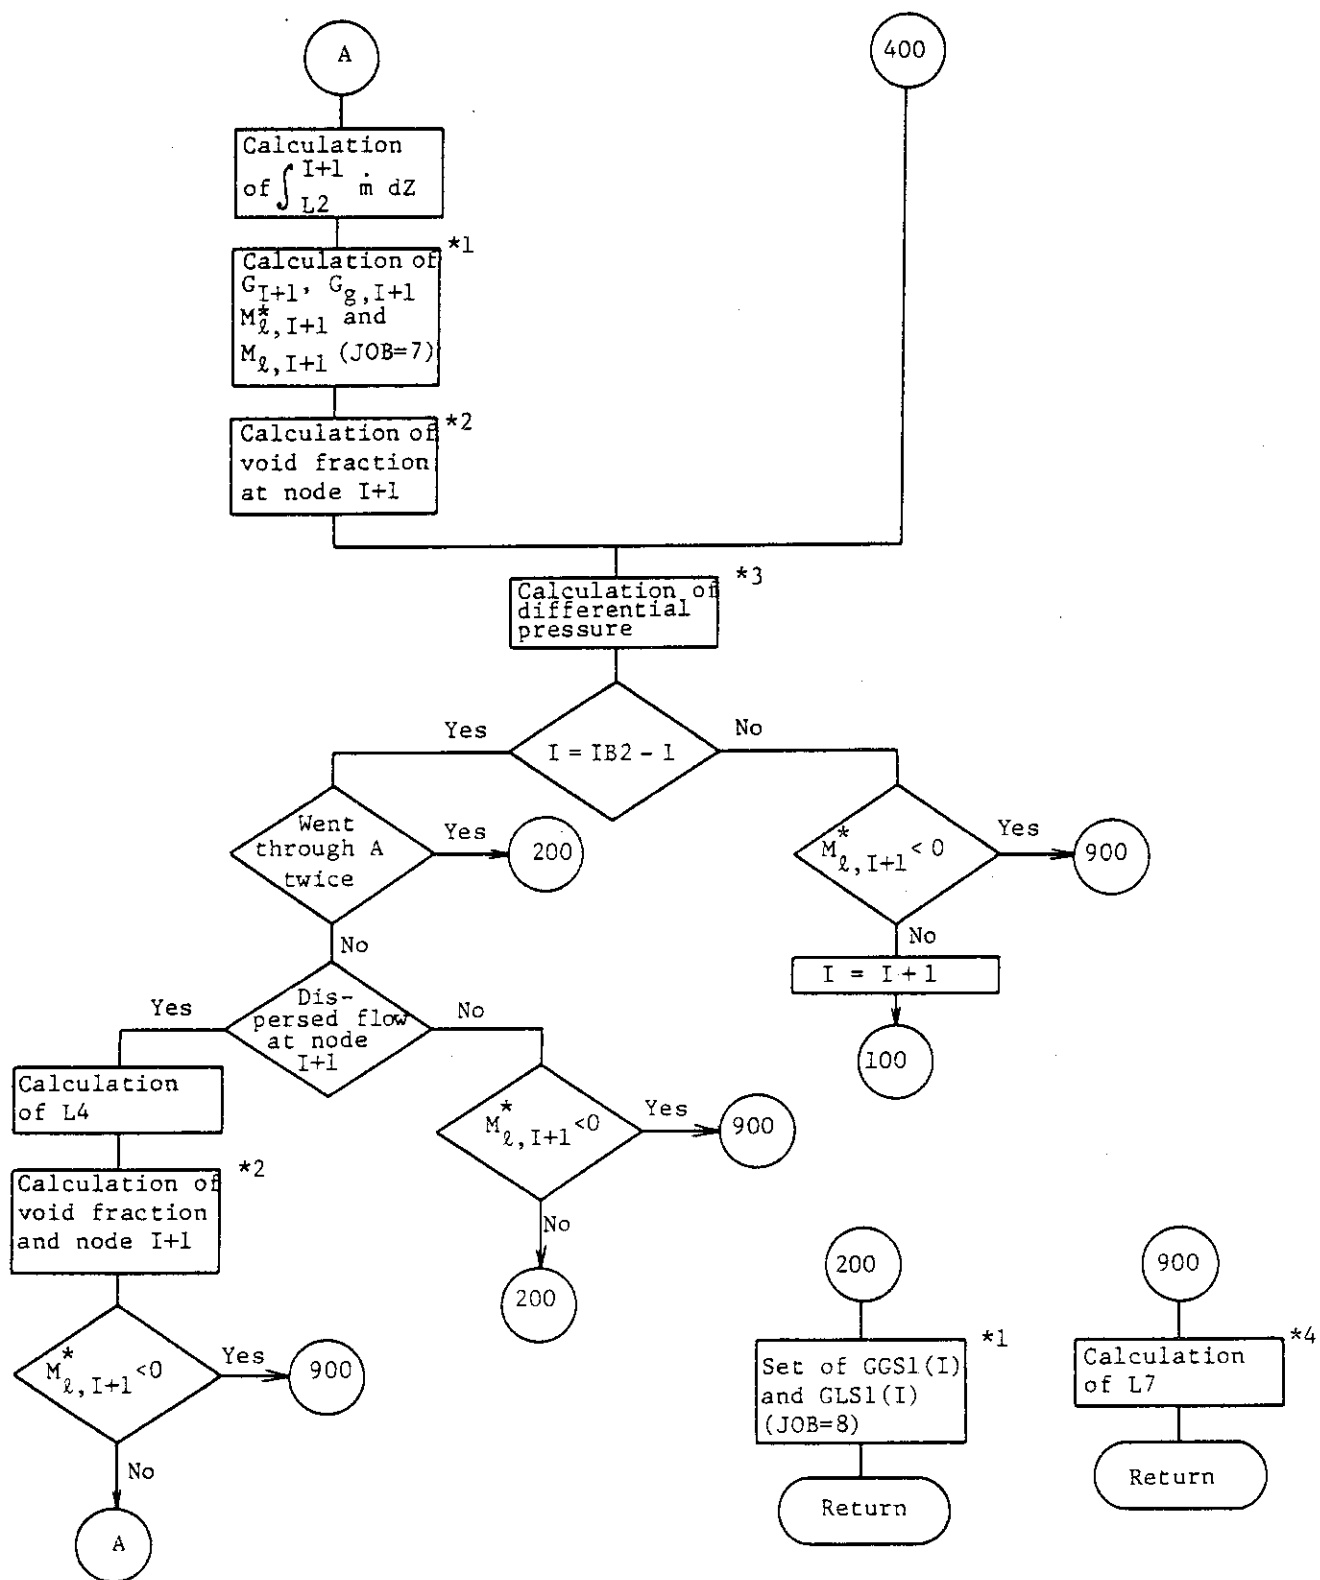 A
400
Calculation
of ∫ I+1 L2 ṁ dZ
*1
Calculation of
G I+1, G g,I+1
M*ℓ,I+1 and
Mℓ,I+1 (JOB=7)
*2
Calculation of
void fraction
at node I+1
*3
Calculation of
differential
pressure
Yes
No
I = IB2 - 1
Went
through A
twice
Yes
200
M*ℓ,I+1 < 0
Yes
900
No
No
I = I + 1
100
Yes
Dis-
persed flow
at node
I+1
No
Calculation
of L4
M*ℓ,I+1 <0
Yes
900
*2
Calculation of
void fraction
and node I+1
No
200
M*ℓ,I+1 <0
Yes
900
No
A
200
*1
Set of GGS1(I)
and GLS1(I)
(JOB=8)
Return
900
*4
Calculation
of L7
Return